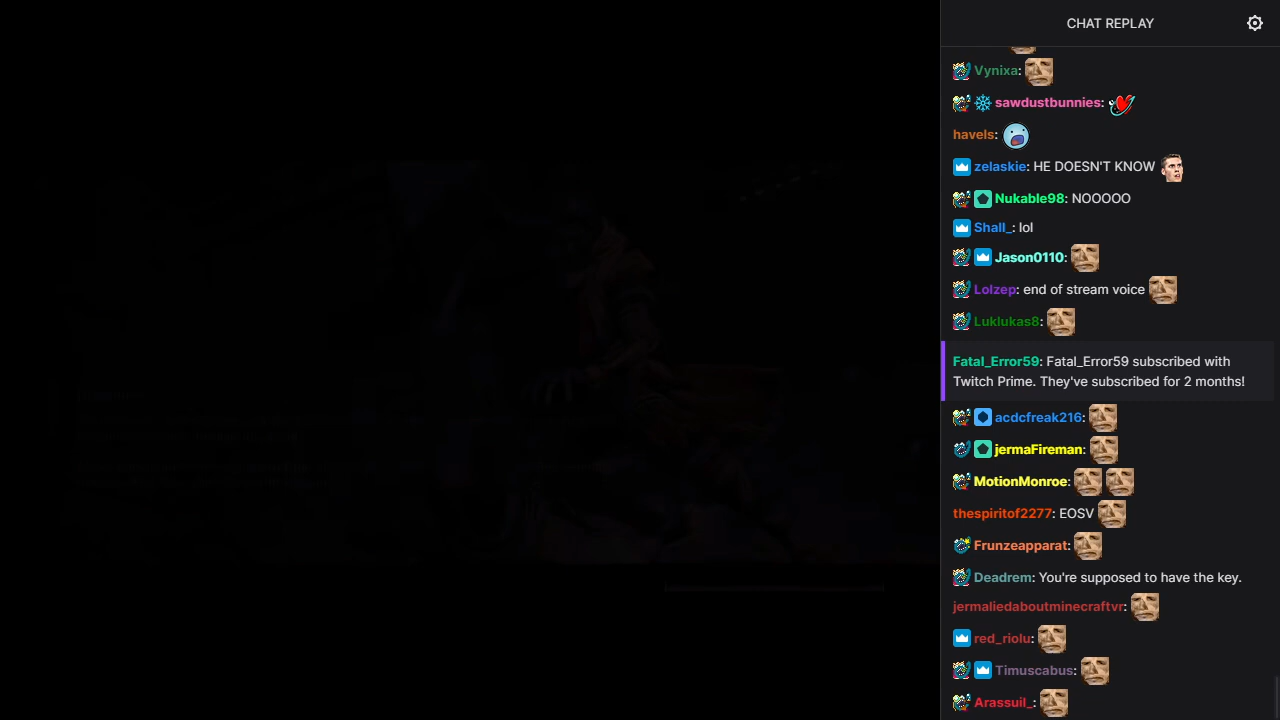 CHAT REPLAY
Vynixa:
sawdustbunnies:
havels:
zelaskie: HE DOESN'T KNOW
Nukable98: NOOOOO
Shall_: lol
Jason0110:
Lolzep: end of stream voice
Luklukas8:
Fatal_Error59: Fatal_Error59 subscribed with
Twitch Prime. They've subscribed for 2 months!
acdcfreak216:
jermaFireman:
MotionMonroe:
thespiritof2277: EOSV
Frunzeapparat:
Deadrem: You're supposed to have the key.
jermaliedaboutminecraftvr:
red_riolu:
Timuscabus:
Arassuil_: